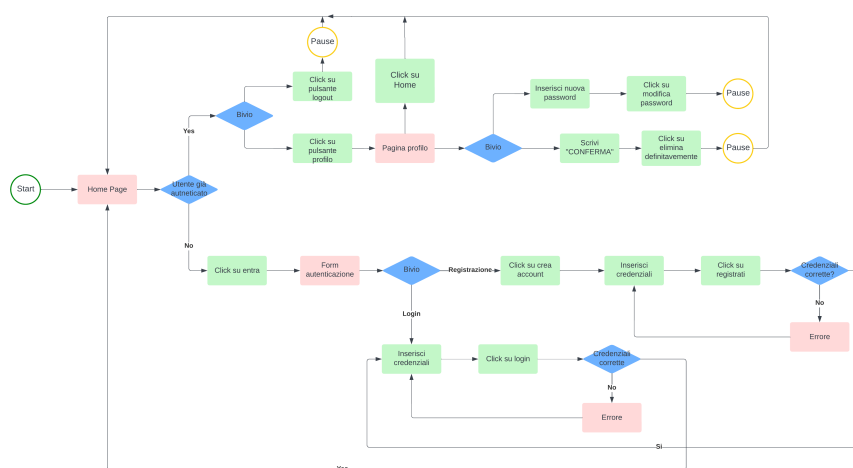 Pause
Click su
pulsante
logout
Click su
Home
Inserisci nuova
password
Click su
modifica
password
Pause
Bivio
Yes
Click su
pulsante
profilo
Pagina profilo
Bivio
Scrivi
"CONFERMA"
Click su
elimina
definitavemente
Pause
Start
Home Page
Utente già
autneticato
No
Click su entra
Form
autenticazione
Bivio
Registrazione
Click su crea
account
Inserisci
credenziali
Click su
registrati
Credenziali
corrette?
No
Errore
Login
Inserisci
credenziali
Click su login
Credenziali
corrette
No
Errore
Si
Yes